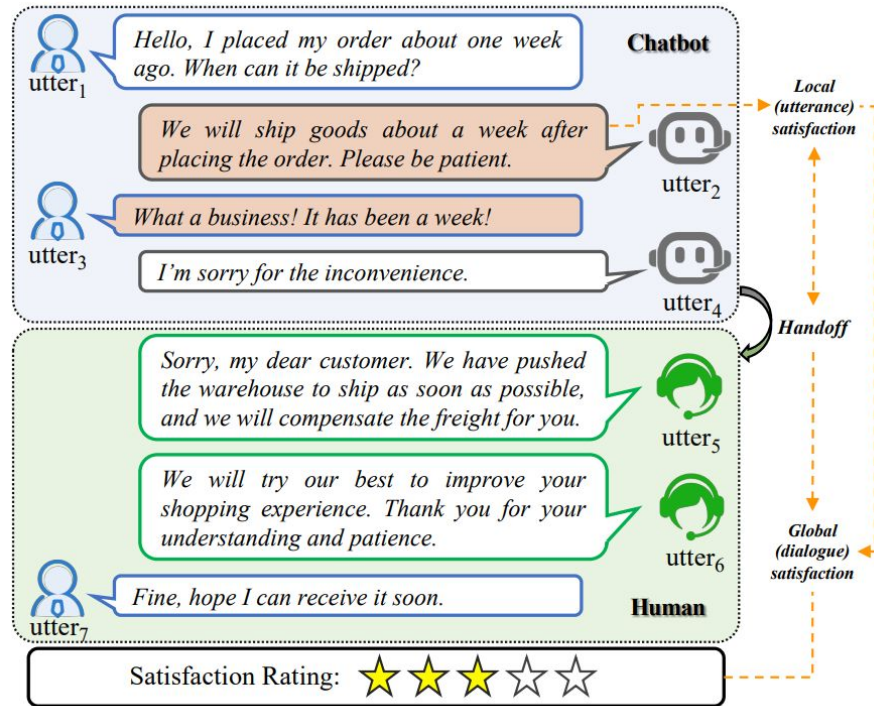 Hello, I placed my order about one week
ago. When can it be shipped?
Chatbot
utter1
Local
(utterance)
satisfaction
We will ship goods about a week after
placing the order. Please be patient.
utter2
What a business! It has been a week!
utter3
I'm sorry for the inconvenience.
utter4
Handoff
Sorry, my dear customer. We have pushed
the warehouse to ship as soon as possible,
and we will compensate the freight for you.
utter5
We will try our best to improve your
shopping experience. Thank you for your
understanding and patience.
utter6
Global
(dialogue)
satisfaction
Fine, hope I can receive it soon.
utter7
Human
Satisfaction Rating: